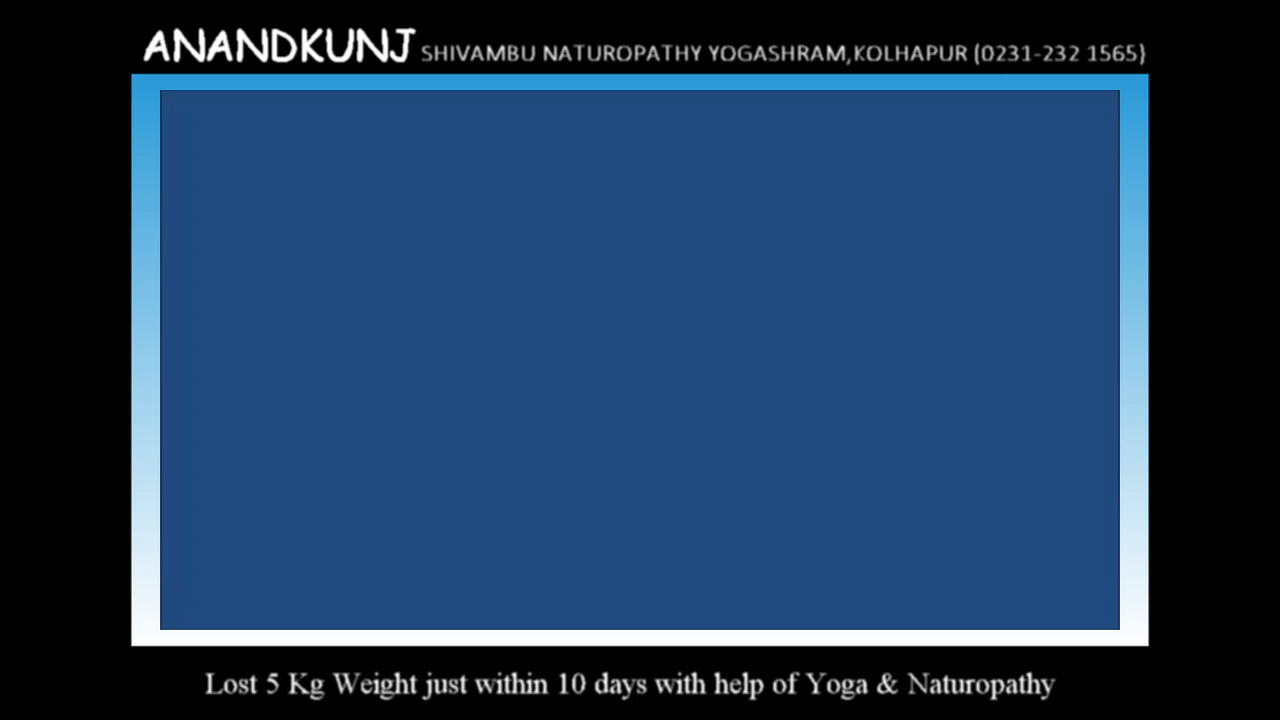 ANANDKUNJ SHIVAMBU NATUROPATHY YOGASHRAM,KOLHAPUR (0231-232 1565)
Lost 5 Kg Weight just within 10 days with help of Yoga & Naturopathy